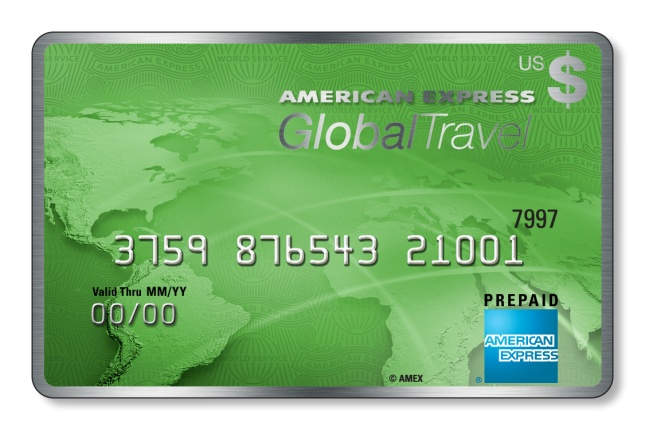 US $
AMERICAN EXPRESS
GlobalTravel
7997
3759 876543 21001
Valid Thru MM/YY
00/00
PREPAID
AMERICAN
EXPRESS
®
© AMEX